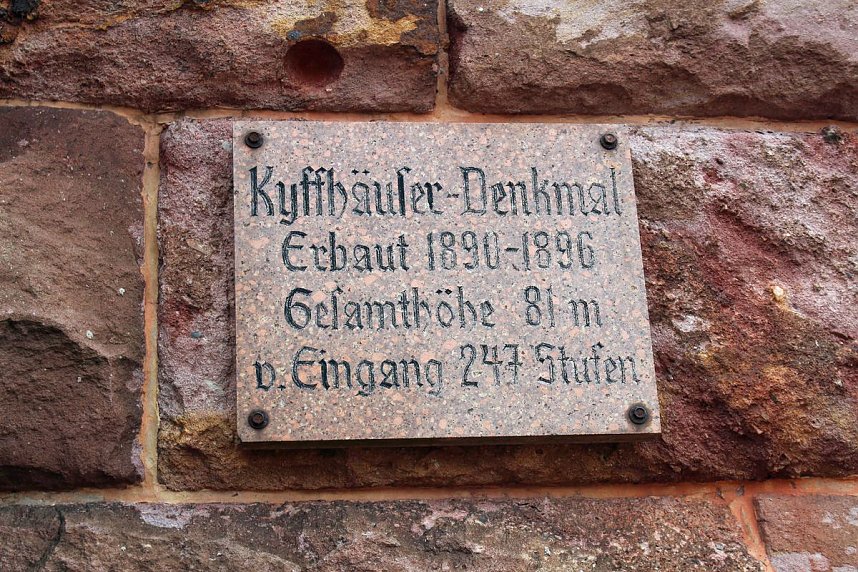 Kyffhäuser-Denkmal
Erbaut 1890-1896
Gesamthöhe 81 m
v. Eingang 247 Stufen